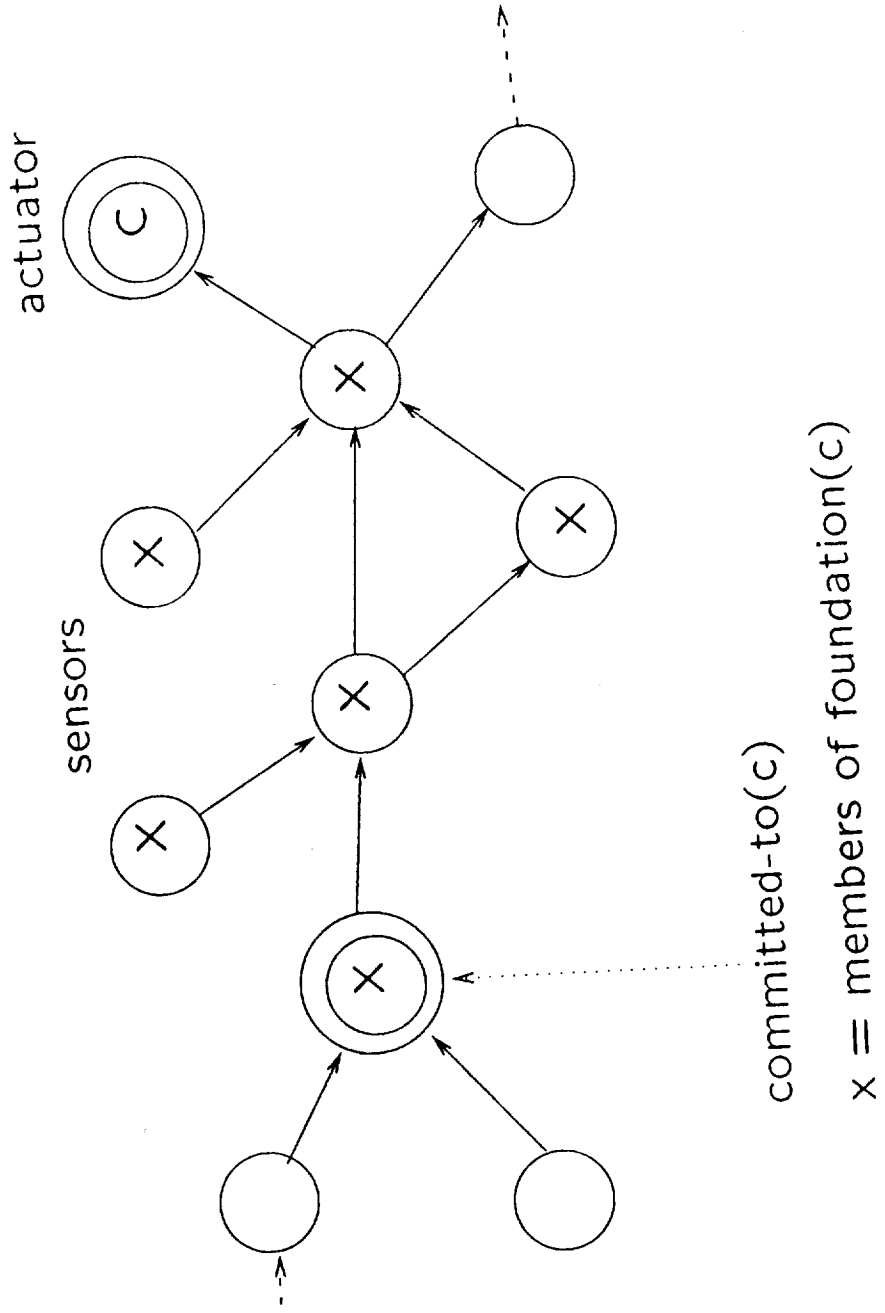 actuator
c
sensors
x
x
x
x
x
x
committed-to(c)
x = members of foundation(c)